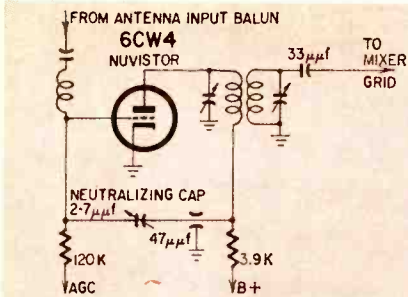 FROM ANTENNA INPUT BALUN
6CW4
NUVISTOR
33μμf
TO
MIXER
GRID
NEUTRALIZING CAP
2-7μμf
47μμf
120K
3.9K
AGC
B+